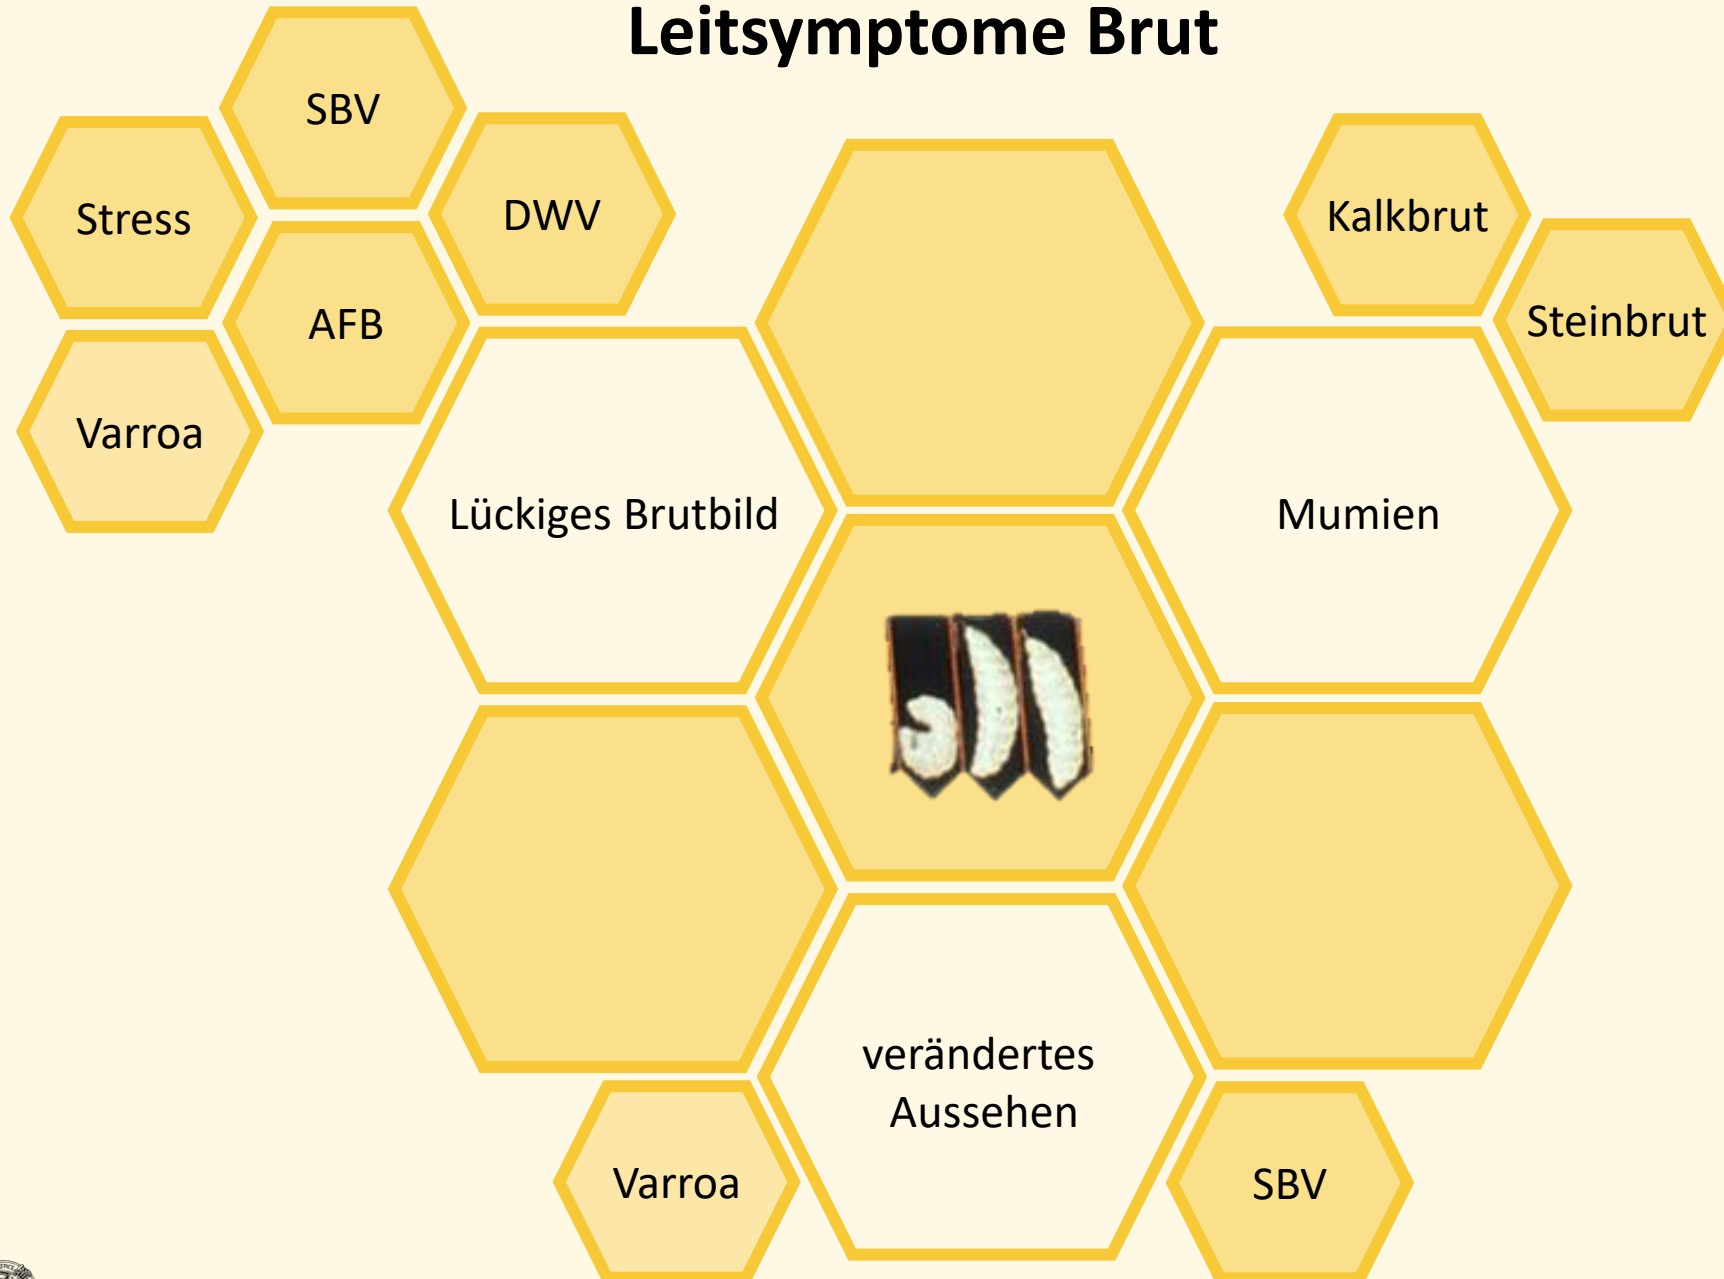 Leitsymptome Brut
SBV
Stress
DWV
AFB
Varroa
Kalkbrut
Steinbrut
Lückiges Brutbild
Mumien
verändertes
Aussehen
Varroa
SBV